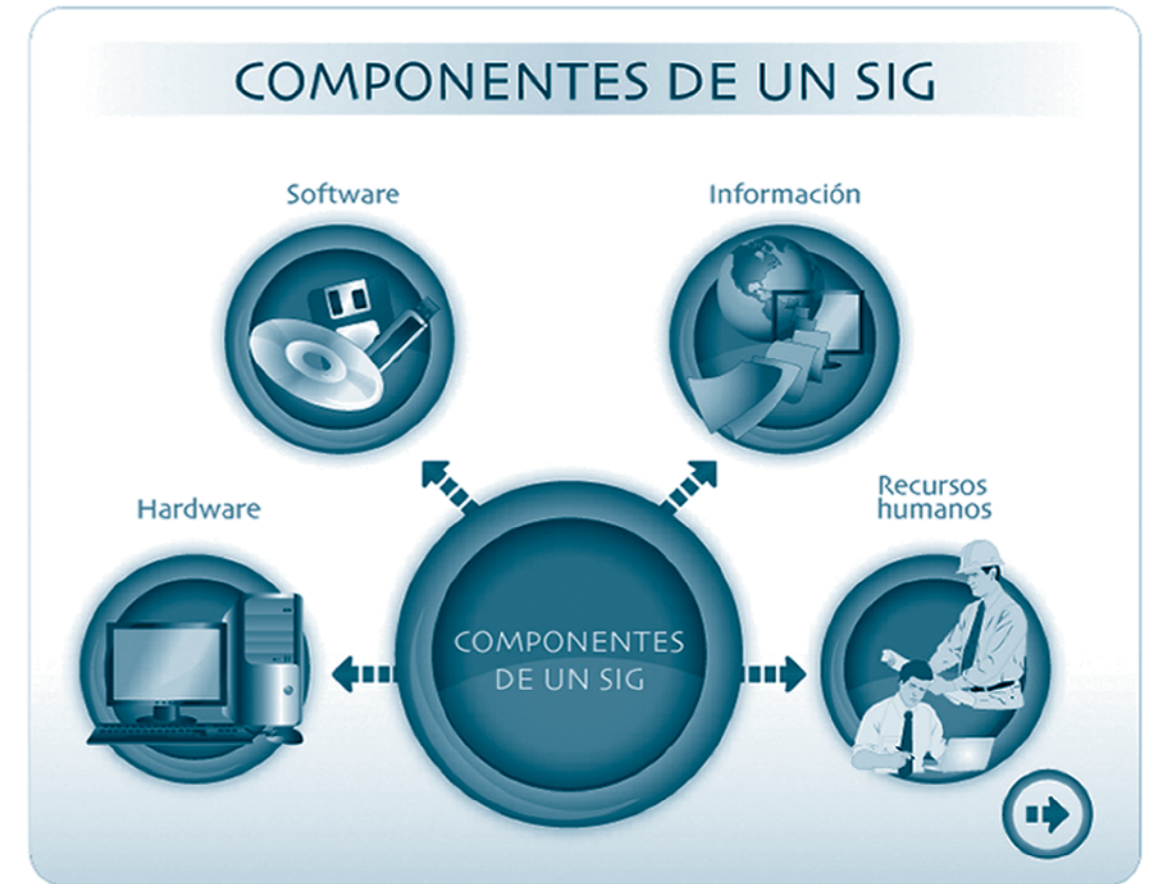 COMPONENTES DE UN SIG
Software
Información
Hardware
Recursos
humanos
COMPONENTES
DE UN SIG